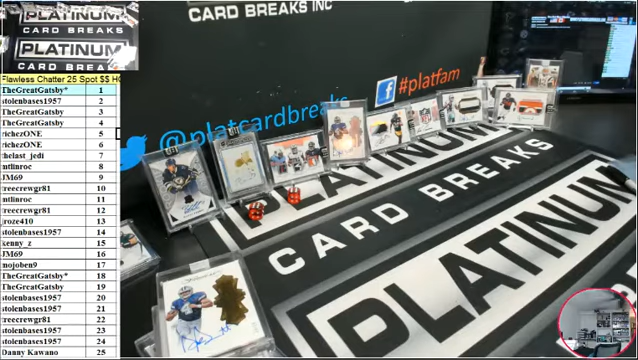 PLATINUM
CARD BREAKS
PLATINUM
CARD BREAKS
CARD BREAKS INC
#platfam
@platcardbreaks
PLATINUM
CARD BREAKS
PLATINUM
Flawless Chatter 25 Spot $$ HO
TheGreatGatsby* 1
stolenbases1957 2
TheGreatGatsby 3
TheGreatGatsby* 4
richezONE 5
richezONE 6
thelast_jedi 7
mtlinroc 8
JM69 9
treecrewgr81 10
mtlinroc 11
treecrewgr81 12
jroze410 13
stolenbases1957 14
kenny_z 15
JM69 16
mojoben9 17
TheGreatGatsby* 18
TheGreatGatsby 19
stolenbases1957 20
stolenbases1957 21
treecrewgr81 22
stolenbases1957 23
stolenbases1957 24
Danny Kawano 25